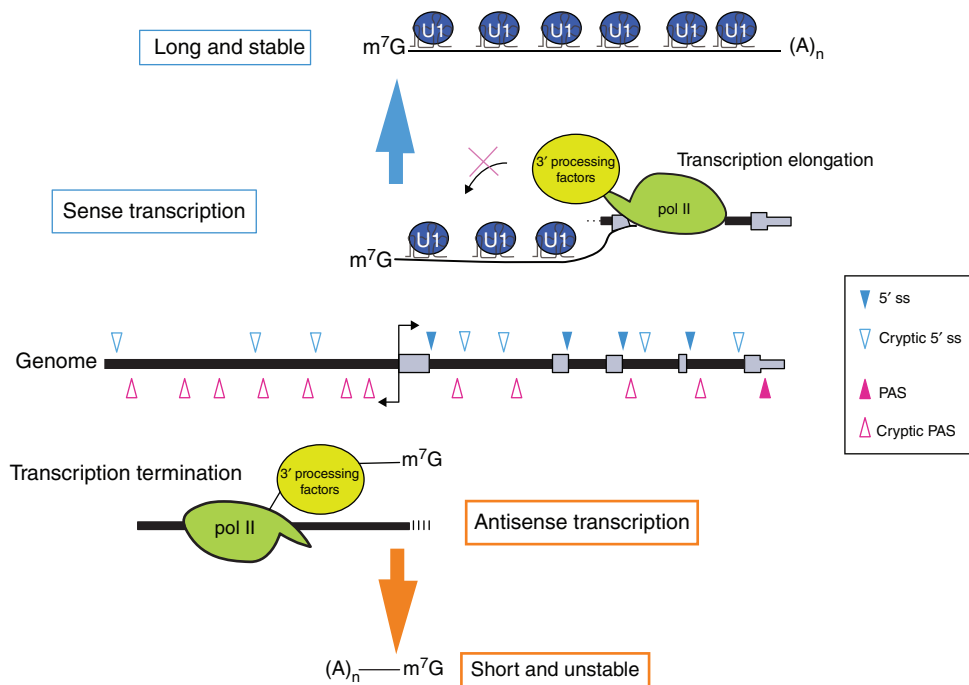 Long and stable
m⁷G
U1 U1 U1 U1 U1 U1
(A)n
3′ processing
factors
Transcription elongation
pol II
Sense transcription
U1 U1 U1
m⁷G
5′ ss
Cryptic 5′ ss
PAS
Cryptic PAS
Genome
Transcription termination
3′ processing
factors
m⁷G
pol II
Antisense transcription
(A)n m⁷G
Short and unstable